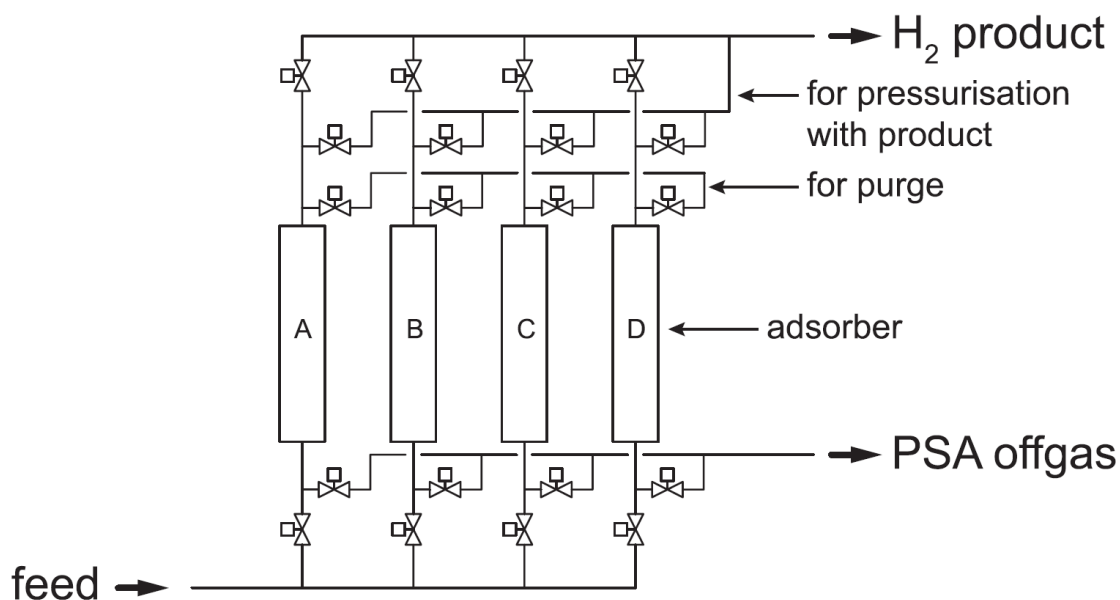 H₂ product
for pressurisation
with product
for purge
A B C D
adsorber
PSA offgas
feed